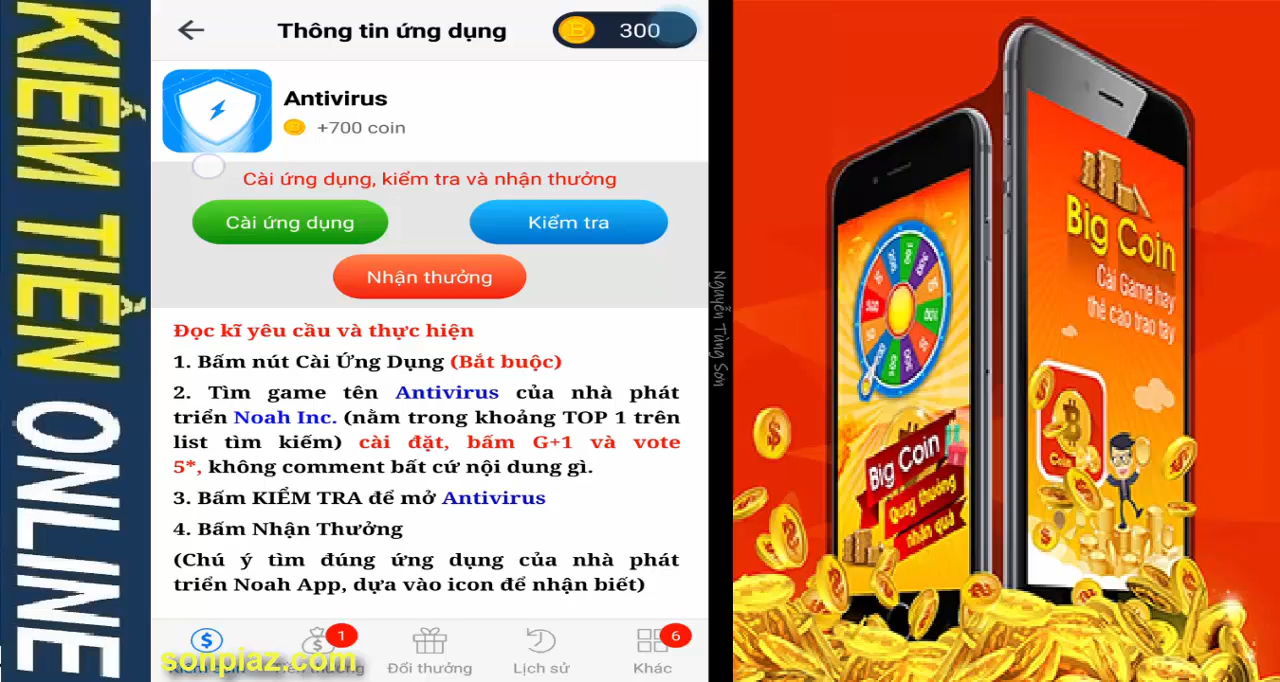 KIẾM TIỀN ONLINE
Thông tin ứng dụng
300
Antivirus
+700 coin
Cài ứng dụng, kiểm tra và nhận thưởng
Cài ứng dụng
Kiểm tra
Nhận thưởng
Đọc kĩ yêu cầu và thực hiện
1. Bấm nút Cài Ứng Dụng (Bắt buộc)
2. Tìm game tên Antivirus của nhà phát
triển Noah Inc. (nằm trong khoảng TOP 1 trên
list tìm kiếm) cài đặt, bấm G+1 và vote
5*, không comment bất cứ nội dung gì.
3. Bấm KIỂM TRA để mở Antivirus
4. Bấm Nhận Thưởng
(Chú ý tìm đúng ứng dụng của nhà phát
triển Noah App, dựa vào icon để nhận biết)
1
6
sonpiaz.com
Đổi thưởng
Lịch sử
Khác
Nguyễn Tùng Sơn
Big Coin
Quay thưởng
nhân quà
Big Coin
Cài Game hay
thẻ cào trao tay